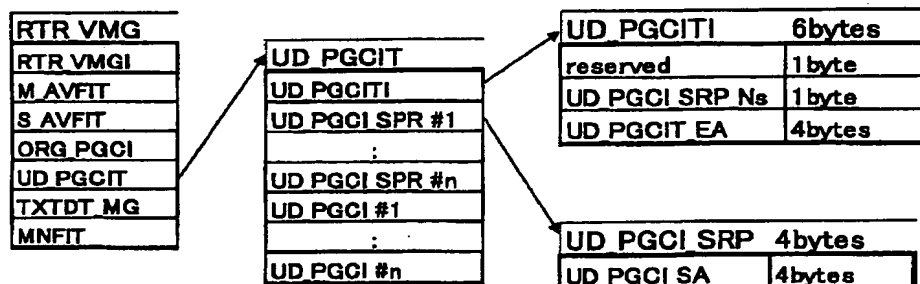 RTR VMG
RTR VMGI
M AVFIT
S AVFIT
ORG PGCI
UD PGCIT
TXTDT MG
MNFIT
UD PGCIT
UD PGCITI
UD PGCI SPR #1
:
UD PGCI SPR #n
UD PGCI #1
:
UD PGCI #n
UD PGCITI 6bytes
reserved 1byte
UD PGCI SRP Ns 1byte
UD PGCIT EA 4bytes
UD PGCI SRP 4bytes
UD PGCI SA 4bytes